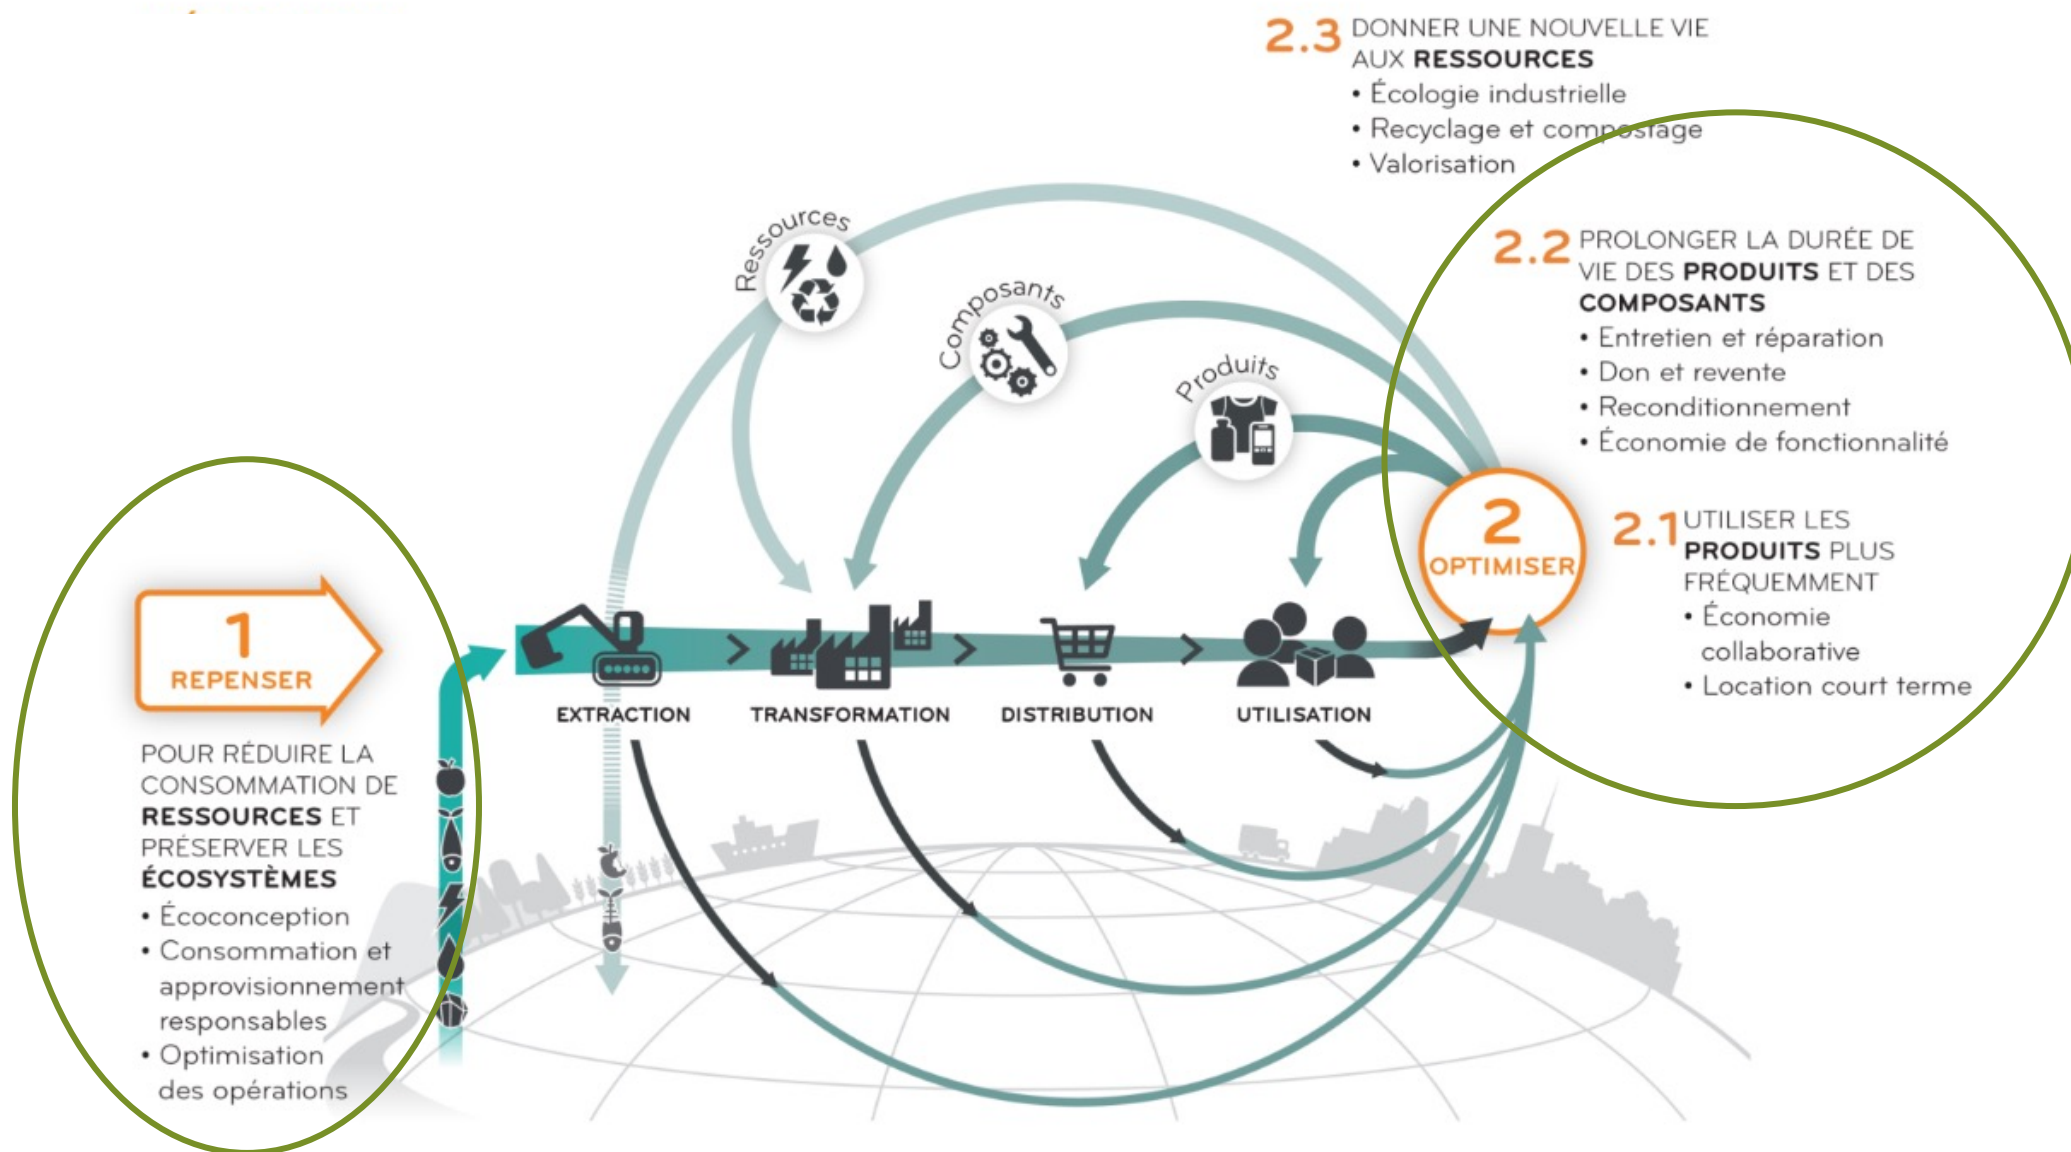 2.3 DONNER UNE NOUVELLE VIE
AUX RESSOURCES
• Écologie industrielle
• Recyclage et compostage
• Valorisation
2.2 PROLONGER LA DURÉE DE
VIE DES PRODUITS ET DES
COMPOSANTS
• Entretien et réparation
• Don et revente
• Reconditionnement
• Économie de fonctionnalité
2.1 UTILISER LES
PRODUITS PLUS
FRÉQUEMMENT
• Économie
collaborative
• Location court terme
2
OPTIMISER
Ressources
Composants
Produits
1
REPENSER
POUR RÉDUIRE LA
CONSOMMATION DE
RESSOURCES ET
PRÉSERVER LES
ÉCOSYSTÈMES
• Écoconception
• Consommation et
approvisionnement
responsables
• Optimisation
des opérations
EXTRACTION
TRANSFORMATION
DISTRIBUTION
UTILISATION